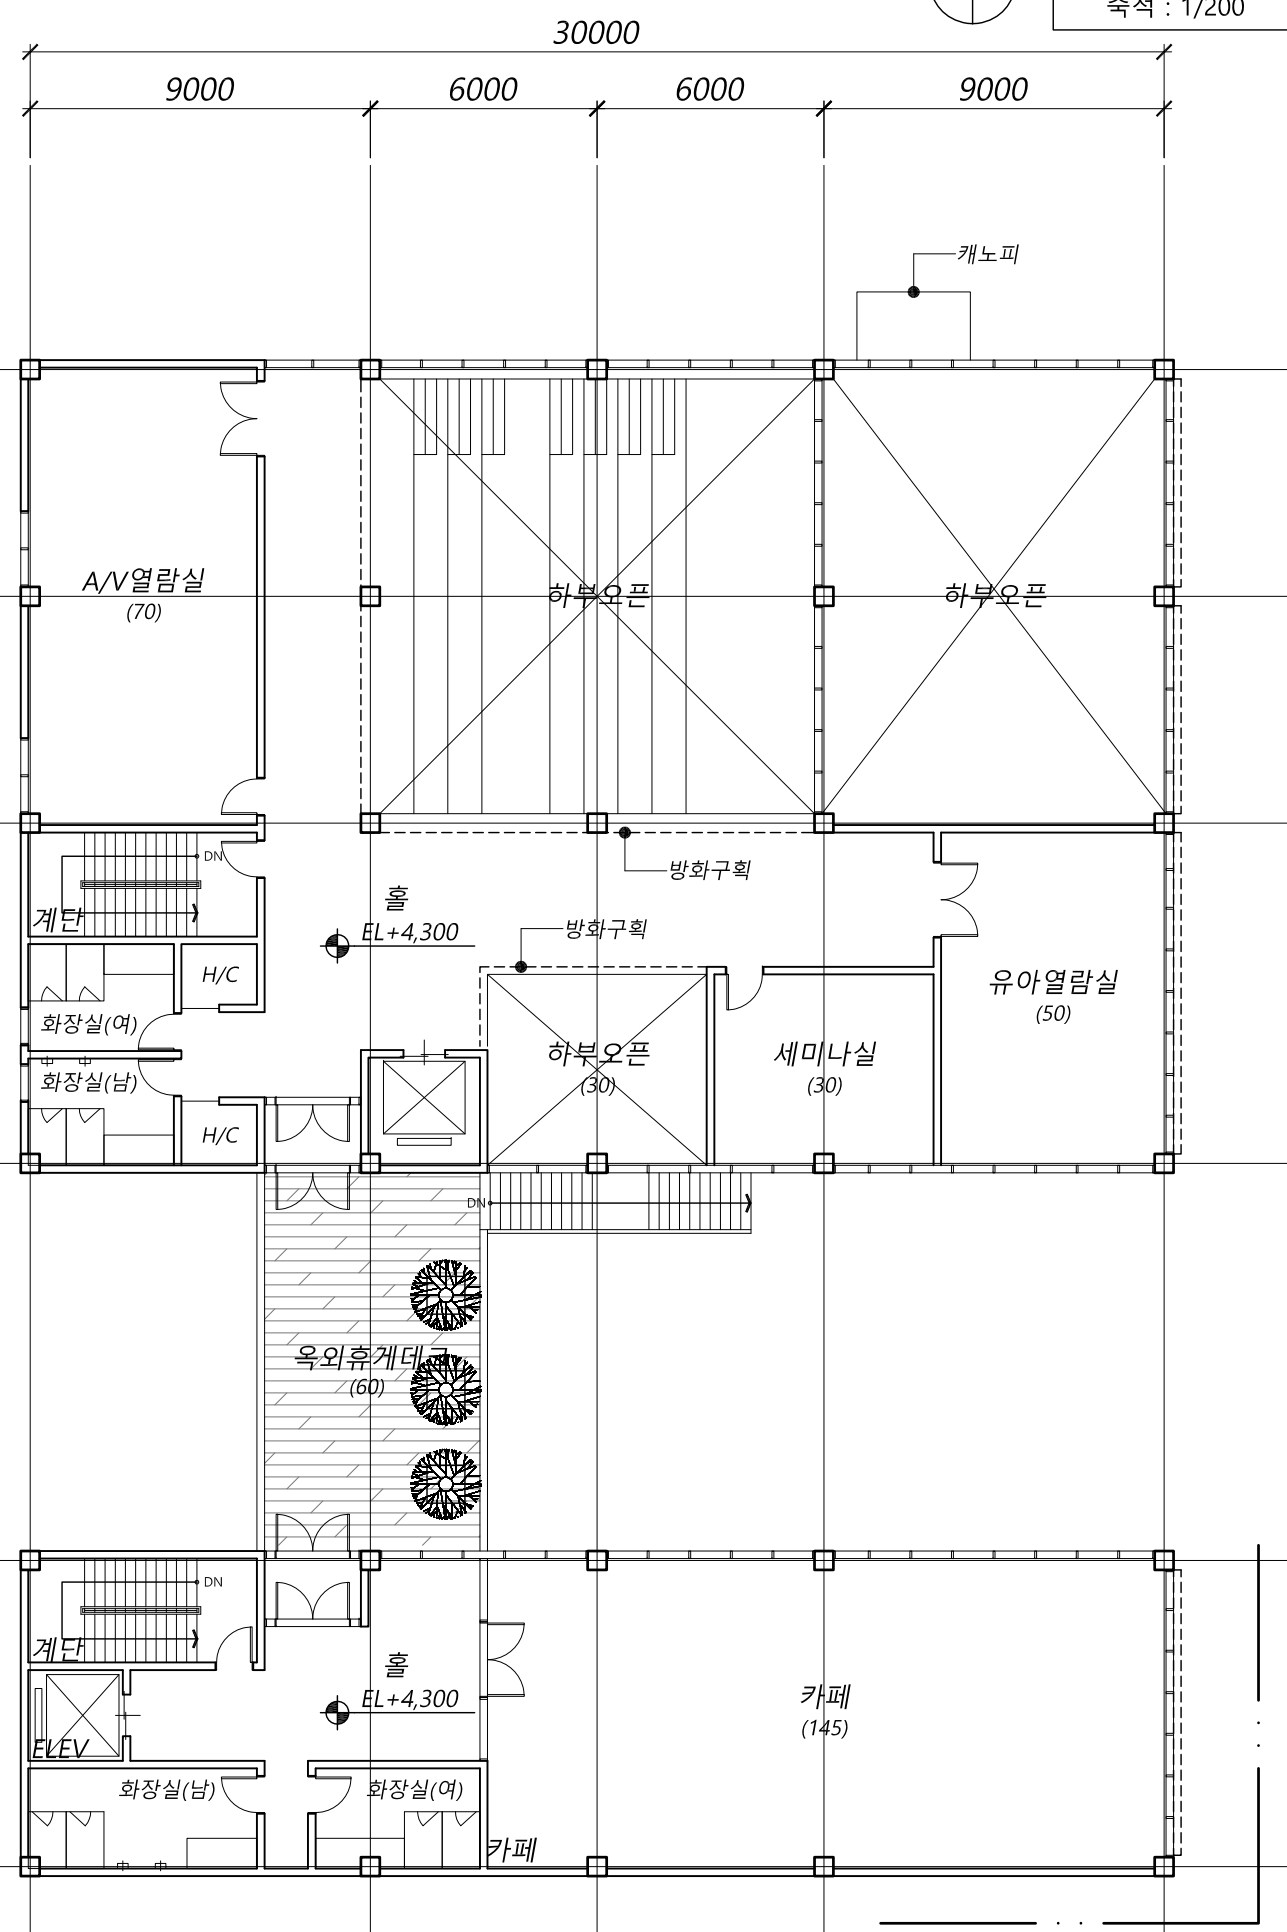 축척 : 1/200
30000
9000
6000
6000
9000
캐노피
A/V열람실
(70)
하부오픈
하부오픈
DN
방화구획
계단
홀
EL+4,300
방화구획
H/C
유아열람실
(50)
화장실(여)
하부오픈
(30)
세미나실
(30)
화장실(남)
H/C
DN
옥외휴게데크
(60)
DN
계단
홀
EL+4,300
카페
(145)
ELEV
화장실(남)
화장실(여)
카페